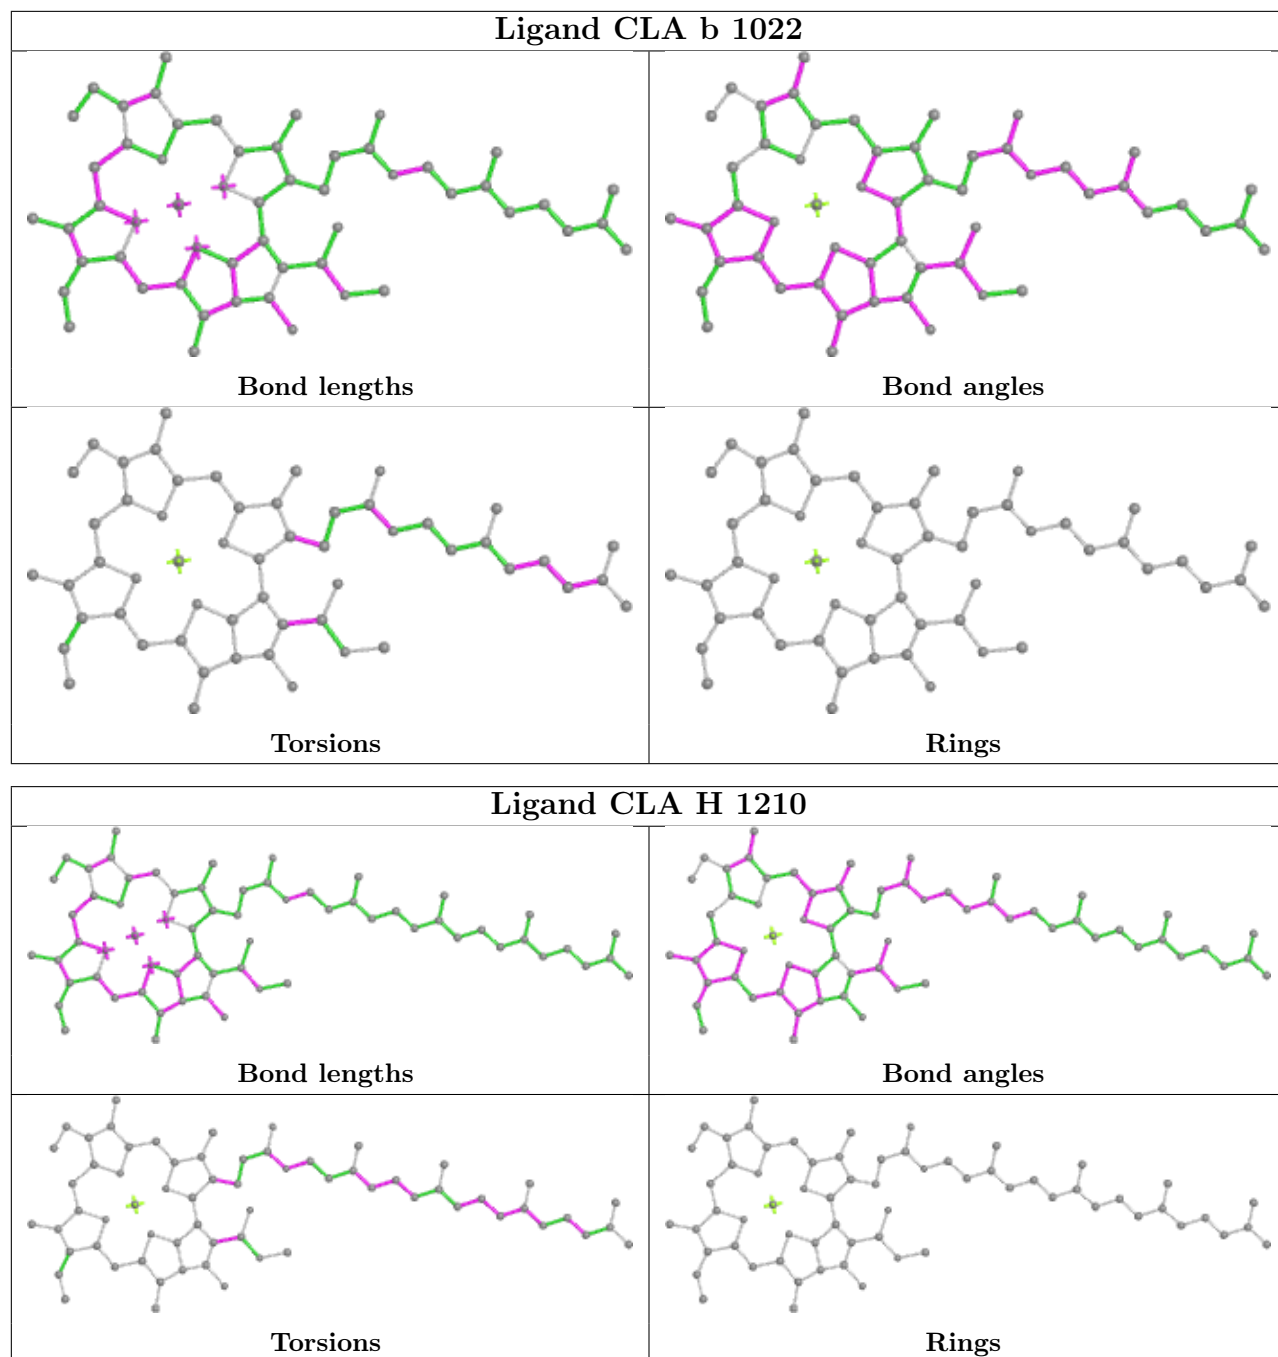 Ligand CLA b 1022
Bond lengths
Bond angles
Torsions
Rings
Ligand CLA H 1210
Bond lengths
Bond angles
Torsions
Rings